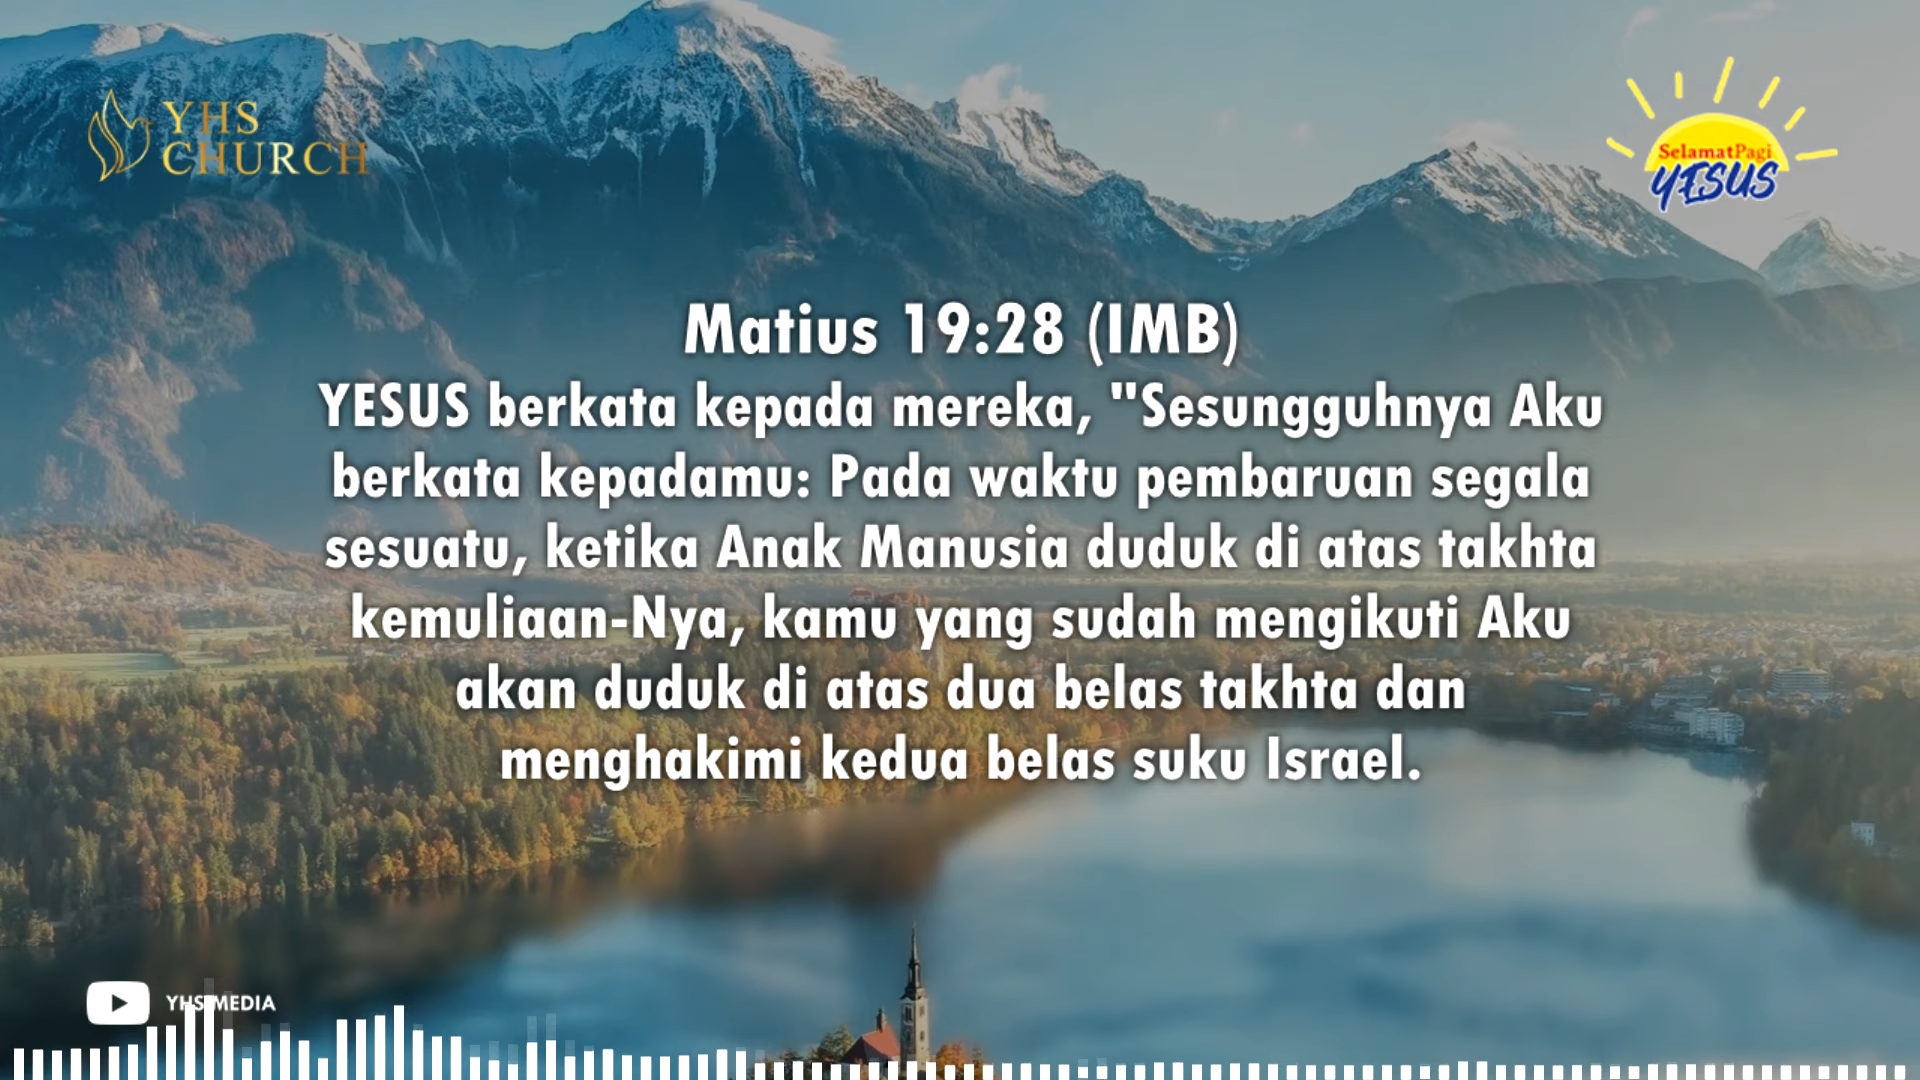 YHS
CHURCH
SelamatPagi
YESUS
Matius 19:28 (IMB)
YESUS berkata kepada mereka, "Sesungguhnya Aku
berkata kepadamu: Pada waktu pembaruan segala
sesuatu, ketika Anak Manusia duduk di atas takhta
kemuliaan-Nya, kamu yang sudah mengikuti Aku
akan duduk di atas dua belas takhta dan
menghakimi kedua belas suku Israel.
YHS MEDIA